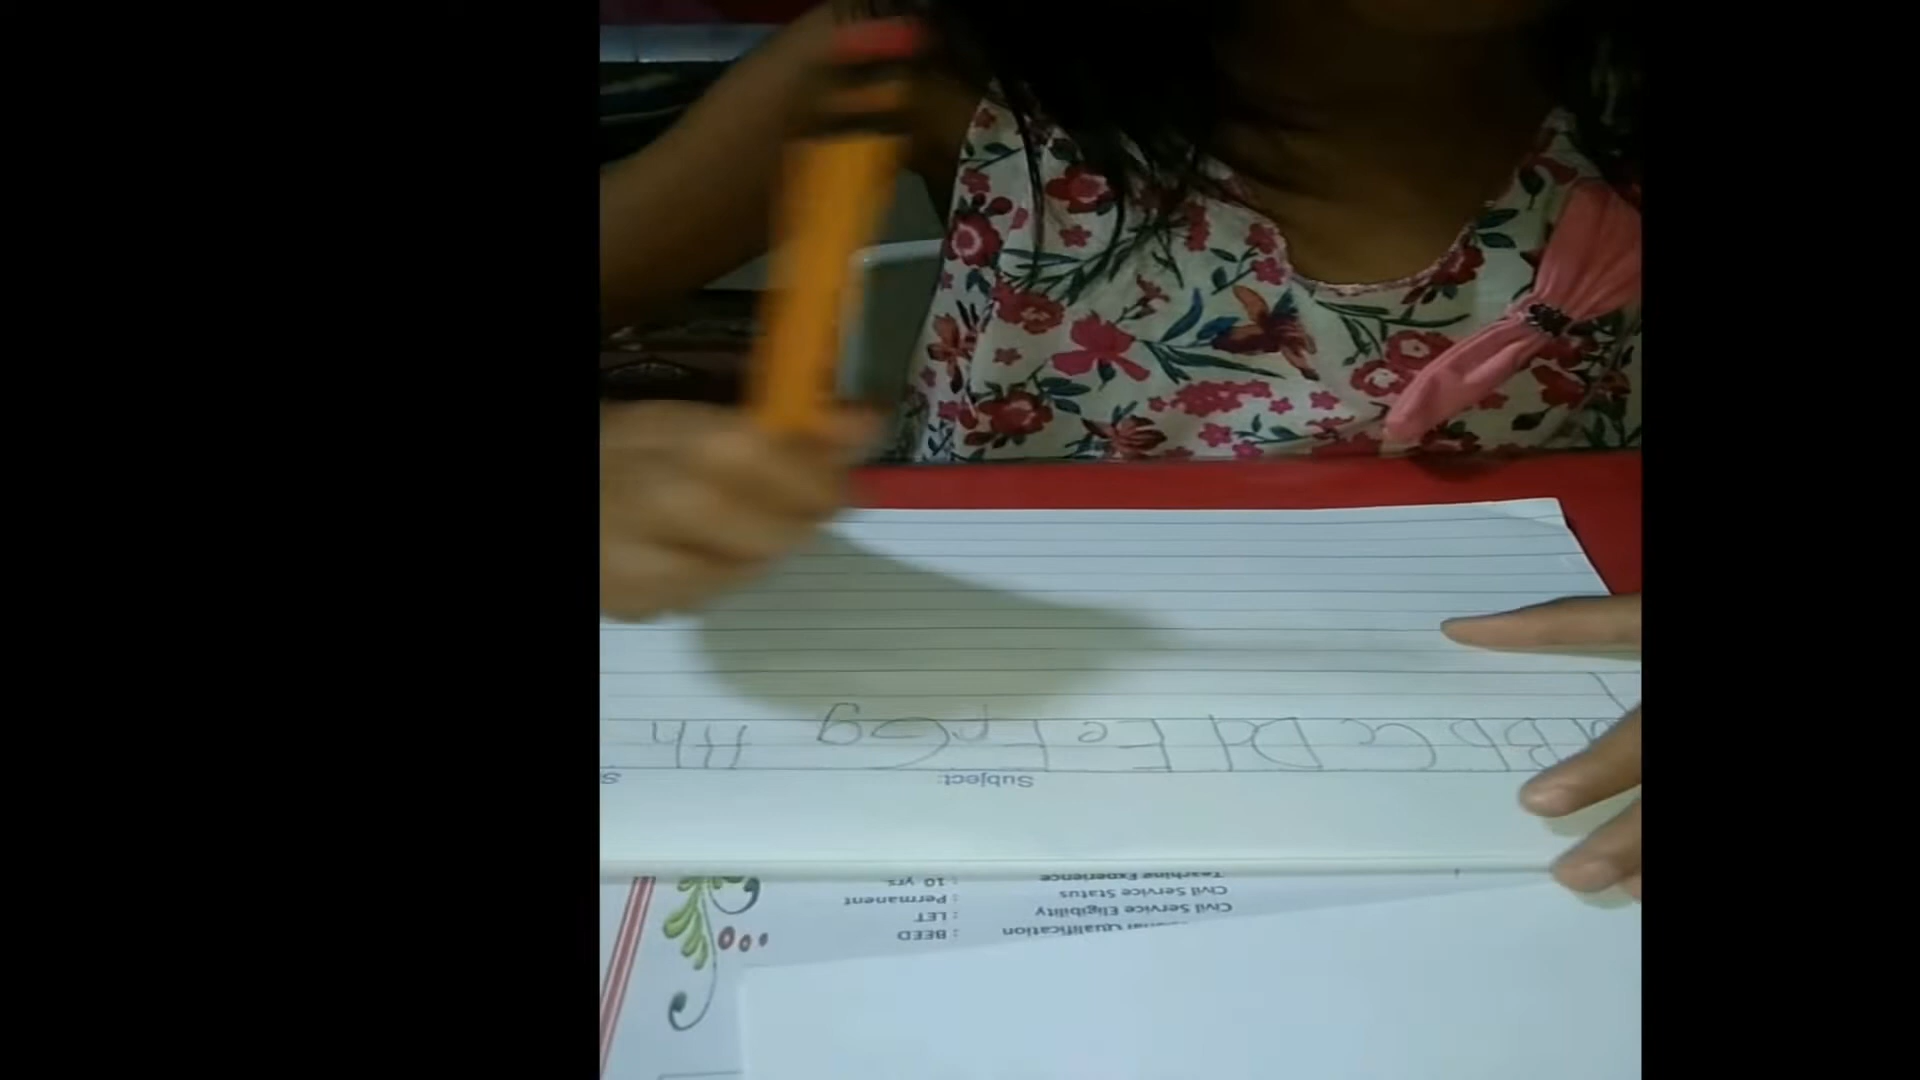 Qualification : BEED
Civil Service Eligibility : LET
Civil Service Status : Permanent
Teaching Experience : 10 yrs.
Subject:
Bb Cc Dd Ee Ff Gg Hh